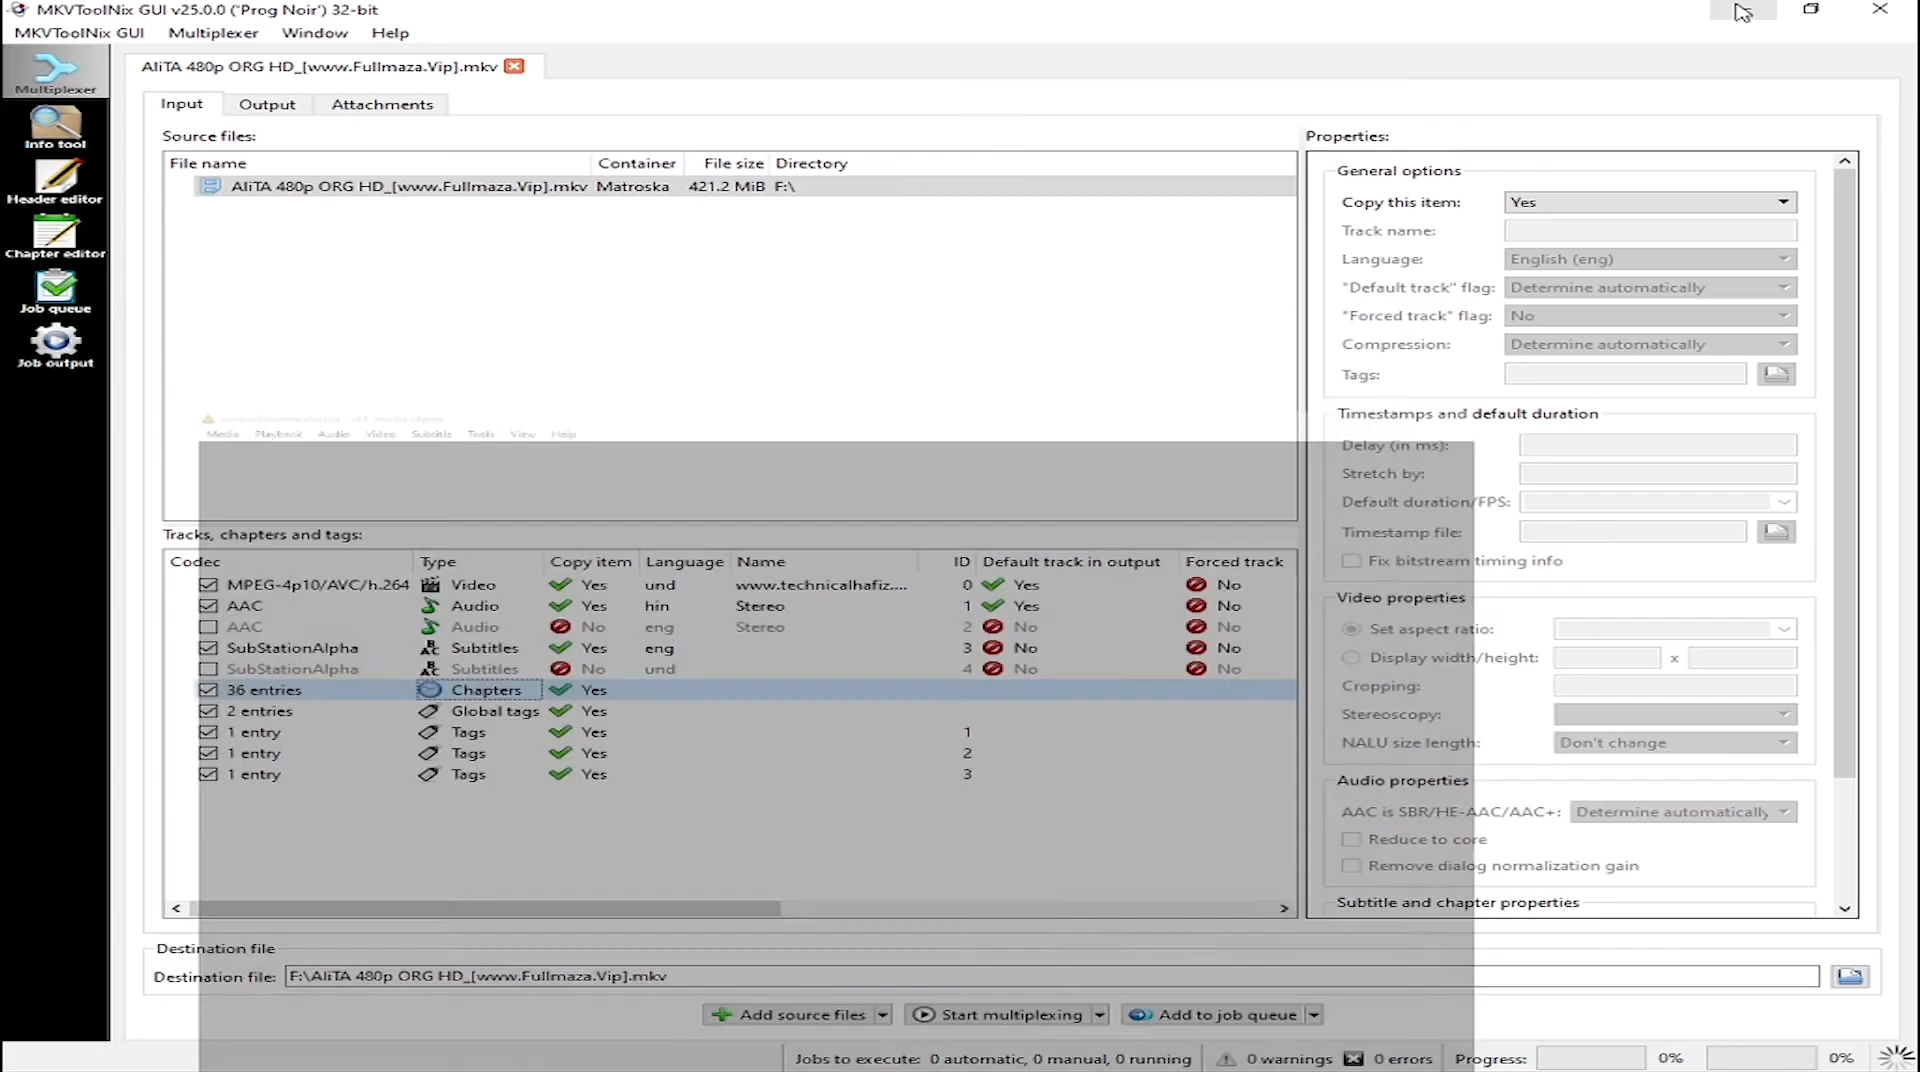 MKVToolNix GUI v25.0.0 ('Prog Noir') 32-bit
MKVToolNix GUI Multiplexer Window Help
Multiplexer
Info tool
Header editor
Chapter editor
Job queue
Job output
AliTA 480p ORG HD_[www.Fullmaza.Vip].mkv
Input Output Attachments
Source files:
File name Container File size Directory
AliTA 480p ORG HD_[www.Fullmaza.Vip].mkv Matroska 421.2 MiB F:\
Media Playback Audio Video Subtitle Tools View Help
Tracks, chapters and tags:
Codec Type Copy item Language Name ID Default track in output Forced track
MPEG-4p10/AVC/h.264 Video Yes und www.technicalhafiz.... 0 Yes No
AAC Audio Yes hin Stereo 1 Yes No
AAC Audio No eng Stereo 2 No No
SubStationAlpha Subtitles Yes eng 3 No No
SubStationAlpha Subtitles No und 4 No No
36 entries Chapters Yes
2 entries Global tags Yes
1 entry Tags Yes 1
1 entry Tags Yes 2
1 entry Tags Yes 3
Properties:
General options
Copy this item: Yes
Track name:
Language: English (eng)
"Default track" flag: Determine automatically
"Forced track" flag: No
Compression: Determine automatically
Tags:
Timestamps and default duration
Delay (in ms):
Stretch by:
Default duration/FPS:
Timestamp file:
Fix bitstream timing info
Video properties
Set aspect ratio:
Display width/height: x
Cropping:
Stereoscopy:
NALU size length: Don't change
Audio properties
AAC is SBR/HE-AAC/AAC+: Determine automatically
Reduce to core
Remove dialog normalization gain
Subtitle and chapter properties
Destination file
Destination file: F:\AliTA 480p ORG HD_[www.Fullmaza.Vip].mkv
Add source files Start multiplexing Add to job queue
Jobs to execute: 0 automatic, 0 manual, 0 running 0 warnings 0 errors Progress: 0% 0%